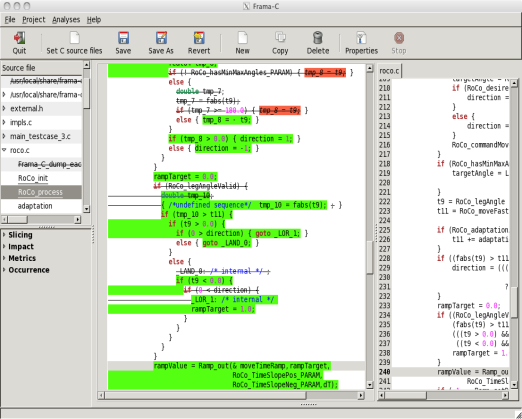 Frama-C
File Project Analyses Help
Quit Set C source files Save Save As Revert New Copy Delete Properties Stop
Source file
/usr/local/share/frama-c
/usr/local/share/frama-c
external.h
impls.c
main_testcase_3.c
roco.c
Frama_C_dump_eac
RoCo_init
RoCo_process
adaptation
Slicing
Impact
Metrics
Occurrence
if (! RoCo_hasMinMaxAngles_PARAM) { tmp_8 = t9;
else {
double tmp_7;
tmp_7 = fabs(t9);
if (tmp_7 >= 180.0) { tmp_8 = t9;
else { tmp_8 = - t9; }
}
if (tmp_8 > 0.0) { direction = 1; }
else { direction = -1; }
}
rampTarget = 0.0;
if (RoCo_legAngleValid) {
double tmp_10;
{ /*undefined sequence*/ tmp_10 = fabs(t9); ; }
if (tmp_10 > t11) {
if (t9 > 0.0) {
if (0 > direction) { goto _LOR_1; }
else { goto _LAND_0; }
}
else {
_LAND_0: /* internal */ ;
if (t9 < 0.0) {
if (0 < direction) {
_LOR_1: /* internal */
rampTarget = 1.0;
}
}
}
}
}
rampValue = Ramp_out(& moveTimeRamp,rampTarget,
RoCo_TimeSlopePos_PARAM,
RoCo_TimeSlopeNeg_PARAM,dT);
roco.c
210 if (RoCo_desire
211 direction =
212 }
213 else {
214 direction =
215 }
216 RoCo_commandMov
217 }
218 if (RoCo_hasMinMaxA
219 targetAngle = L
220 }
221
222 t9 = RoCo_legAngle
223 t11 = RoCo_moveFast
224
225 if (RoCo_adaptation
226 t11 += adaptati
227 }
228 if ((fabs(t9) > t11
229 direction = (((
230
231 ?
232 }
233 rampTarget = 0.0;
234 if ((RoCo_legAngleV
235 (fabs(t9) > t11
236 (((t9 > 0.0) &&
237 ((t9 < 0.0) &&
238 rampTarget = 1.
239 }
240 rampValue = Ramp_ou
241 RoCo_TimeSl